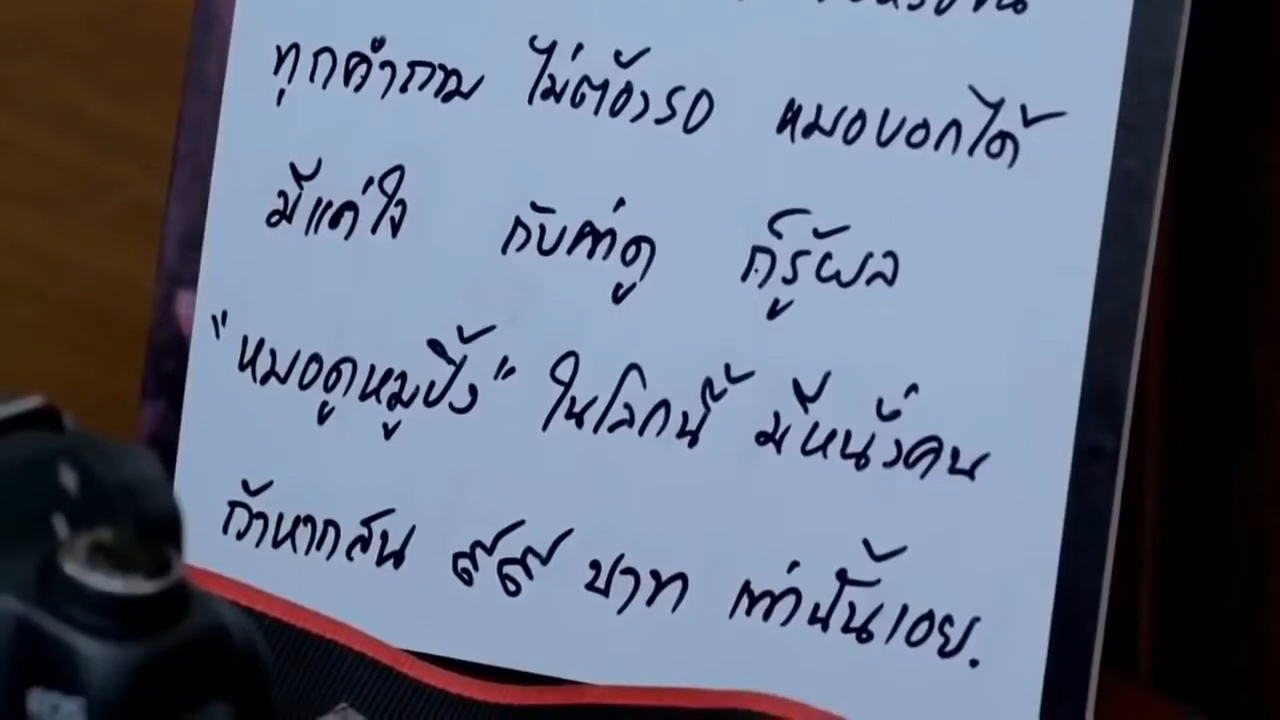 ทุกคำถาม ไม่ต้องรอ หมอบอกได้
มีแค่ใจ กับค่าดู ก็รู้ผล
"หมอดูหมูปิ้ง" ในโลกนี้ มีหนึ่งคน
ถ้าหากสน ๙๙ บาท เท่านั้นเอย.